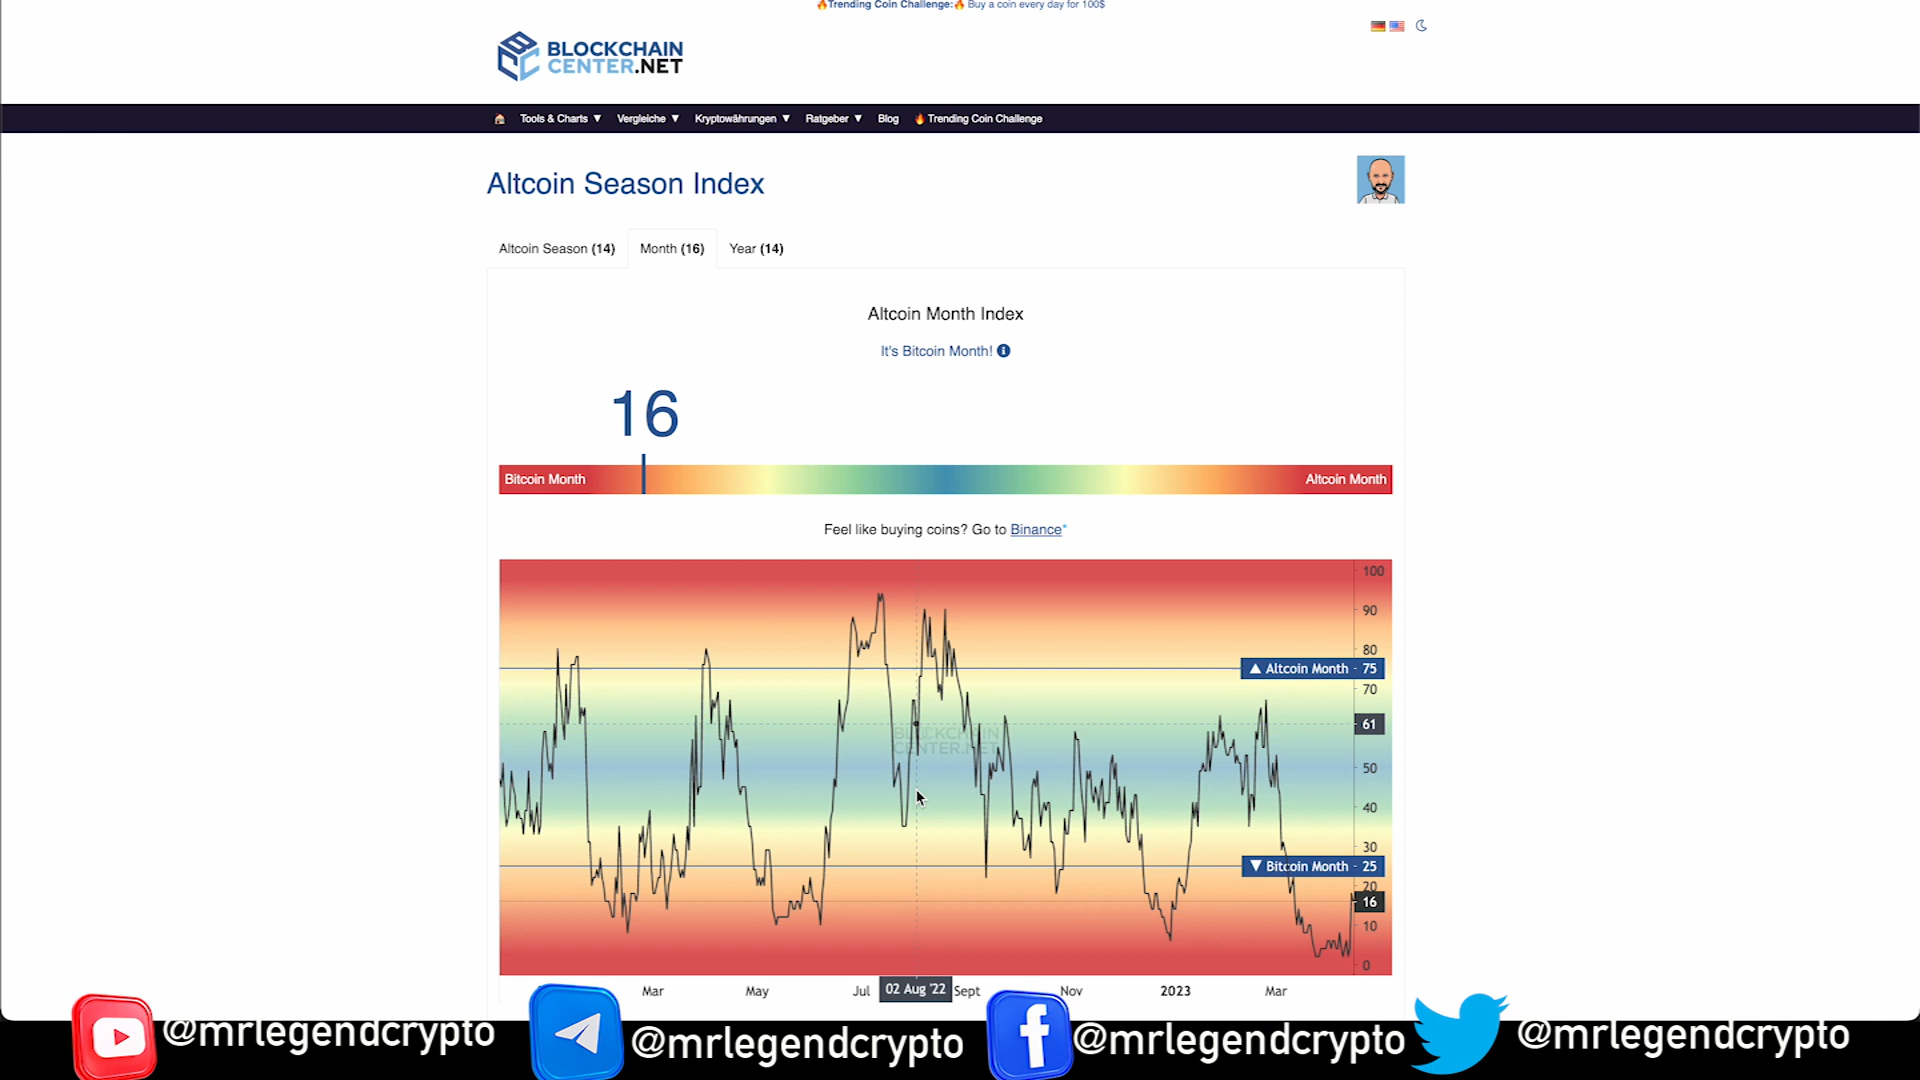 🔥Trending Coin Challenge:🔥 Buy a coin every day for 100$
BLOCKCHAIN
CENTER.NET
Tools & Charts ▼ Vergleiche ▼ Kryptowährungen ▼ Ratgeber ▼ Blog 🔥Trending Coin Challenge
Altcoin Season Index
Altcoin Season (14) Month (16) Year (14)
Altcoin Month Index
It's Bitcoin Month!
16
Bitcoin Month Altcoin Month
Feel like buying coins? Go to Binance*
100
90
80
▲ Altcoin Month - 75
70
61
BLOCKCHAIN
CENTER.NET
50
40
30
▼ Bitcoin Month - 25
20
16
10
0
Mar May Jul 02 Aug '22 Sept Nov 2023 Mar
@mrlegendcrypto @mrlegendcrypto @mrlegendcrypto @mrlegendcrypto